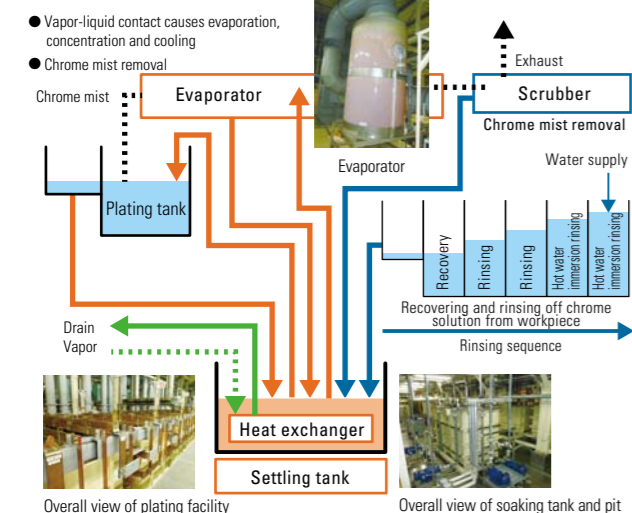 ● Vapor-liquid contact causes evaporation,
concentration and cooling
● Chrome mist removal
Chrome mist
Evaporator
Exhaust
Scrubber
Chrome mist removal
Evaporator
Water supply
Plating tank
Recovery
Rinsing
Rinsing
Hot water
immersion rinsing
Hot water
immersion rinsing
Recovering and rinsing off chrome
solution from workpiece
Rinsing sequence
Drain
Vapor
Heat exchanger
Settling tank
Overall view of plating facility
Overall view of soaking tank and pit